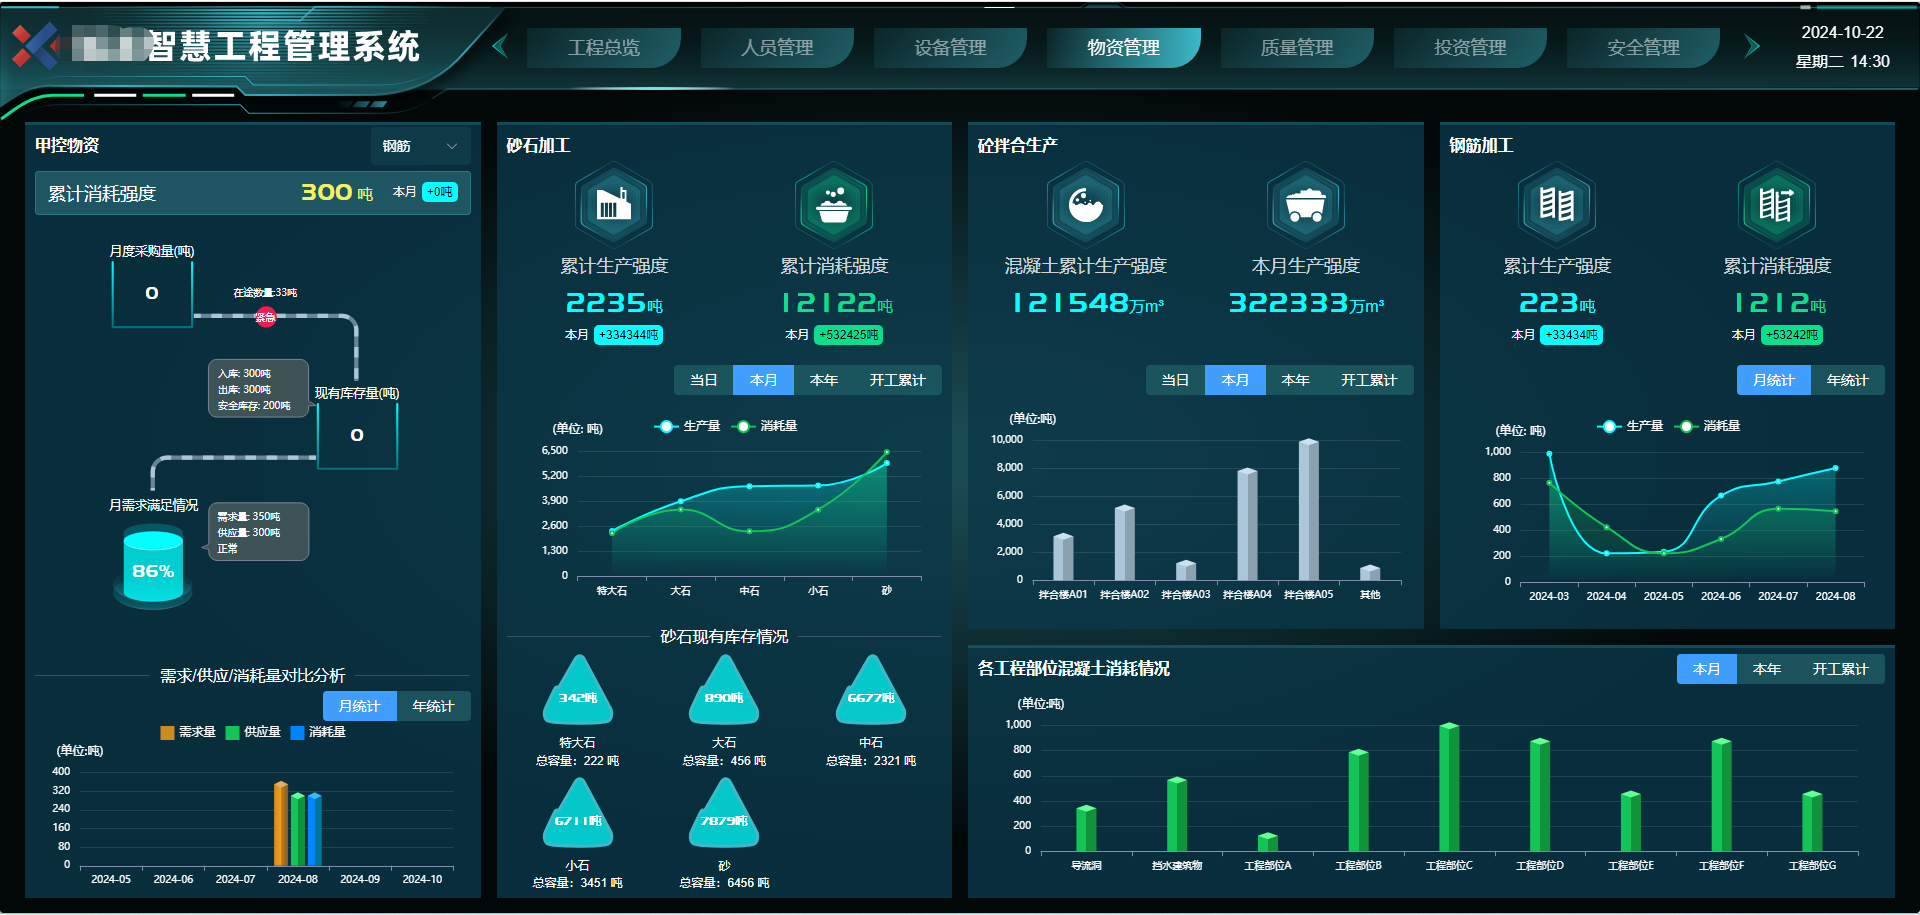 智慧工程管理系统
工程总览
人员管理
设备管理
物资管理
质量管理
投资管理
安全管理
2024-10-22
星期二 14:30
甲控物资
钢筋
累计消耗强度
300 吨
本月 +0吨
月度采购量(吨)
0
在途数量:33吨
紧急
入库: 300吨
出库: 300吨
安全库存: 200吨
现有库存量(吨)
0
月需求满足情况
86%
需求量: 350吨
供应量: 300吨
正常
需求/供应/消耗量对比分析
月统计 年统计
需求量 供应量 消耗量
(单位:吨)
400
320
240
160
80
0
2024-05 2024-06 2024-07 2024-08 2024-09 2024-10
砂石加工
累计生产强度
2235吨
本月 +334344吨
累计消耗强度
12122吨
本月 +532425吨
当日 本月 本年 开工累计
(单位: 吨)
生产量 消耗量
6,500
5,200
3,900
2,600
1,300
0
特大石 大石 中石 小石 砂
砂石现有库存情况
342吨
特大石
总容量: 222 吨
890吨
大石
总容量: 456 吨
6677吨
中石
总容量: 2321 吨
6711吨
小石
总容量: 3451 吨
7879吨
砂
总容量: 6456 吨
砼拌合生产
混凝土累计生产强度
121548万m³
本月生产强度
322333万m³
当日 本月 本年 开工累计
(单位:吨)
10,000
8,000
6,000
4,000
2,000
0
拌合楼A01 拌合楼A02 拌合楼A03 拌合楼A04 拌合楼A05 其他
钢筋加工
累计生产强度
223吨
本月 +33434吨
累计消耗强度
1212吨
本月 +53242吨
月统计 年统计
(单位: 吨)
生产量 消耗量
1,000
800
600
400
200
0
2024-03 2024-04 2024-05 2024-06 2024-07 2024-08
各工程部位混凝土消耗情况
本月 本年 开工累计
(单位:吨)
1,000
800
600
400
200
0
导流洞 挡水建筑物 工程部位A 工程部位B 工程部位C 工程部位D 工程部位E 工程部位F 工程部位G